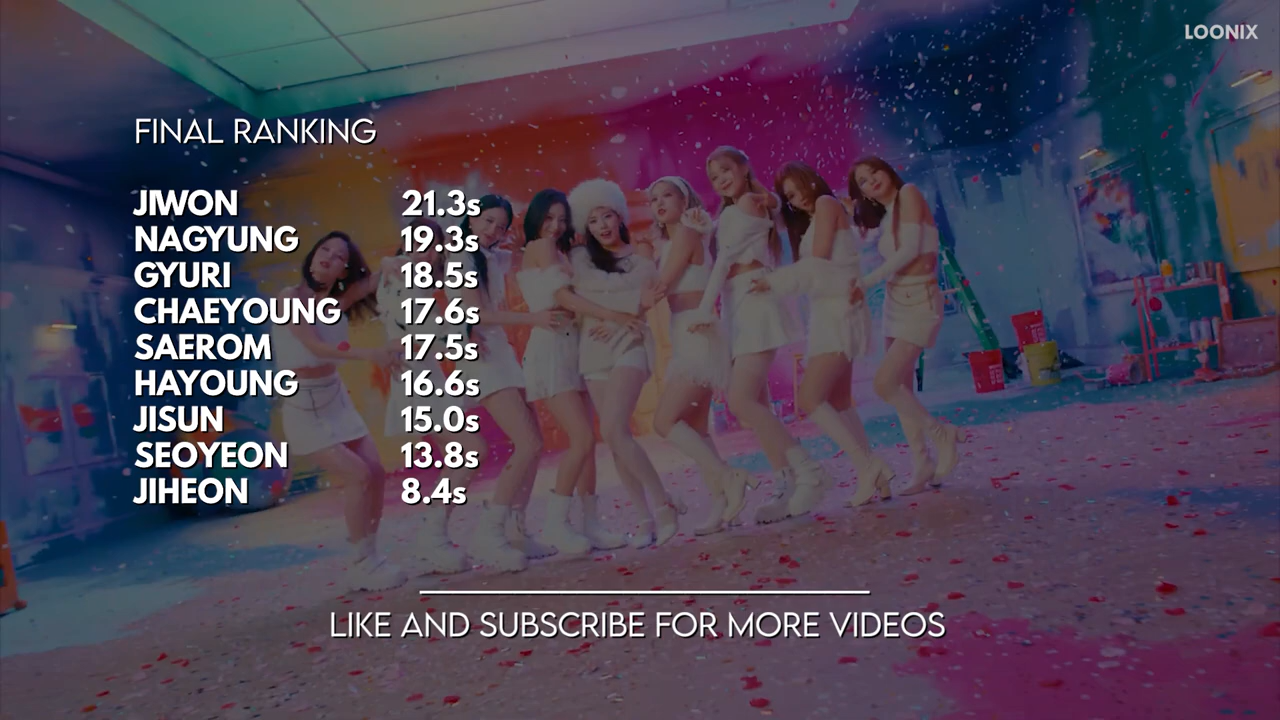 LOONIX
FINAL RANKING
JIWON 21.3s
NAGYUNG 19.3s
GYURI 18.5s
CHAEYOUNG 17.6s
SAEROM 17.5s
HAYOUNG 16.6s
JISUN 15.0s
SEOYEON 13.8s
JIHEON 8.4s
LIKE AND SUBSCRIBE FOR MORE VIDEOS